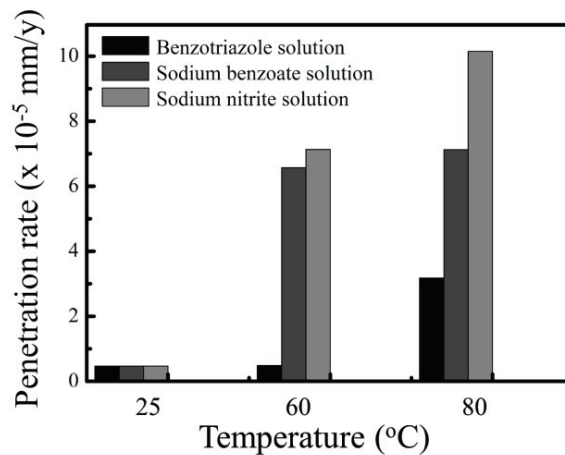 Penetration rate (x 10⁻⁵ mm/y)
10
8
6
4
2
0
Benzotriazole solution
Sodium benzoate solution
Sodium nitrite solution
25 60 80
Temperature (°C)